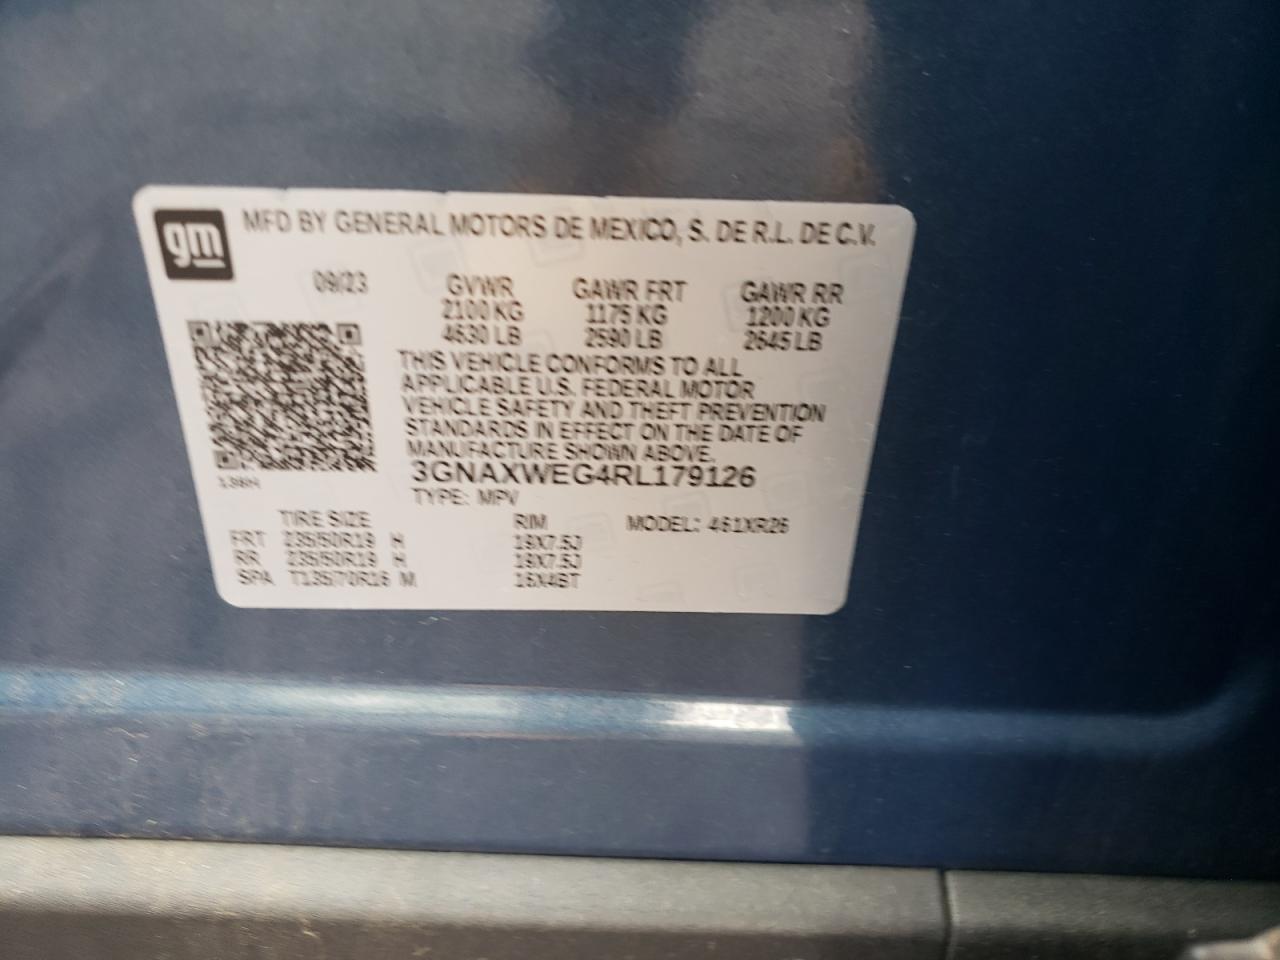 gm
MFD BY GENERAL MOTORS DE MEXICO, S. DE R.L. DE C.V.
09/23 GVWR GAWR FRT GAWR RR
2100 KG 1175 KG 1200 KG
4630 LB 2590 LB 2645 LB
THIS VEHICLE CONFORMS TO ALL
APPLICABLE U.S. FEDERAL MOTOR
VEHICLE SAFETY AND THEFT PREVENTION
STANDARDS IN EFFECT ON THE DATE OF
MANUFACTURE SHOWN ABOVE.
3GNAXWEG4RL179126
TYPE: MPV
TIRE SIZE RIM MODEL: 461XR26
FRT 235/50R19 H 19X7.5J
RR 235/50R19 H 19X7.5J
SPA T135/70R16 M 16X4BT